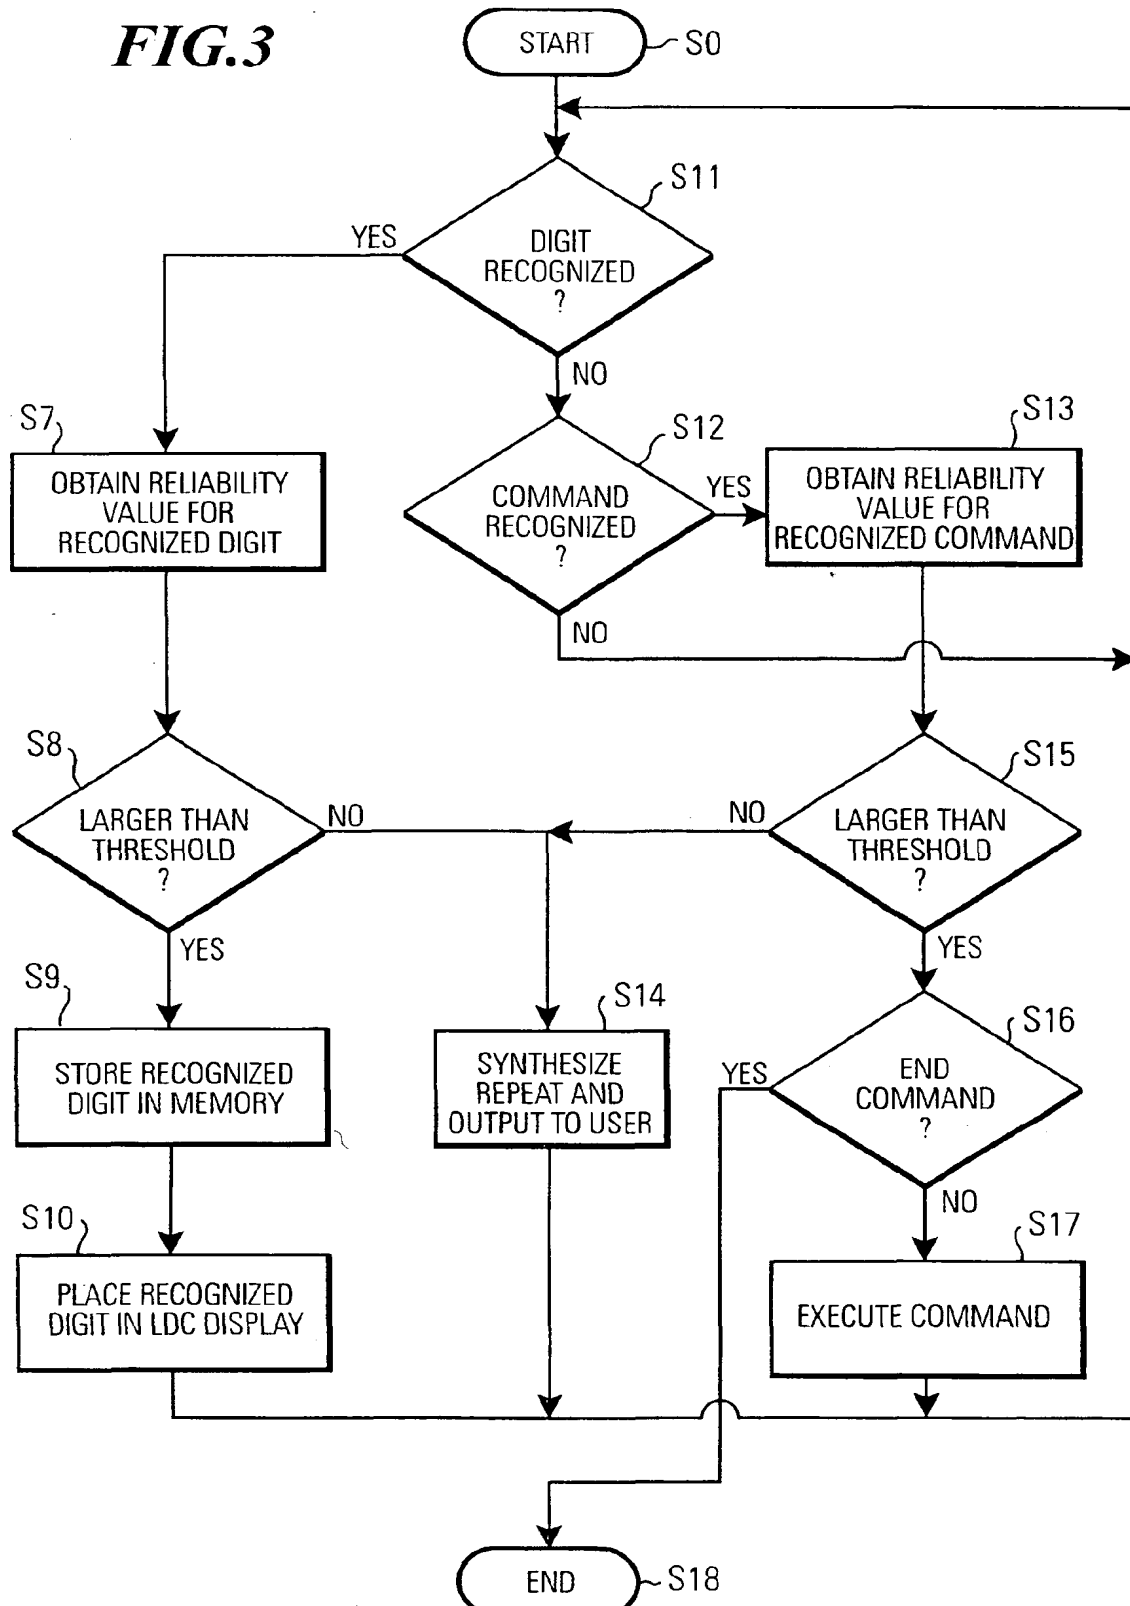 FIG.3
START
S0
S11
YES
DIGIT
RECOGNIZED
?
NO
S7
OBTAIN RELIABILITY
VALUE FOR
RECOGNIZED DIGIT
S12
COMMAND
RECOGNIZED
?
YES
NO
S13
OBTAIN RELIABILITY
VALUE FOR
RECOGNIZED COMMAND
S8
LARGER THAN
THRESHOLD
?
NO
YES
S15
NO
LARGER THAN
THRESHOLD
?
YES
S9
STORE RECOGNIZED
DIGIT IN MEMORY
S14
SYNTHESIZE
REPEAT AND
OUTPUT TO USER
S16
YES
END
COMMAND
?
NO
S10
PLACE RECOGNIZED
DIGIT IN LDC DISPLAY
S17
EXECUTE COMMAND
END
S18